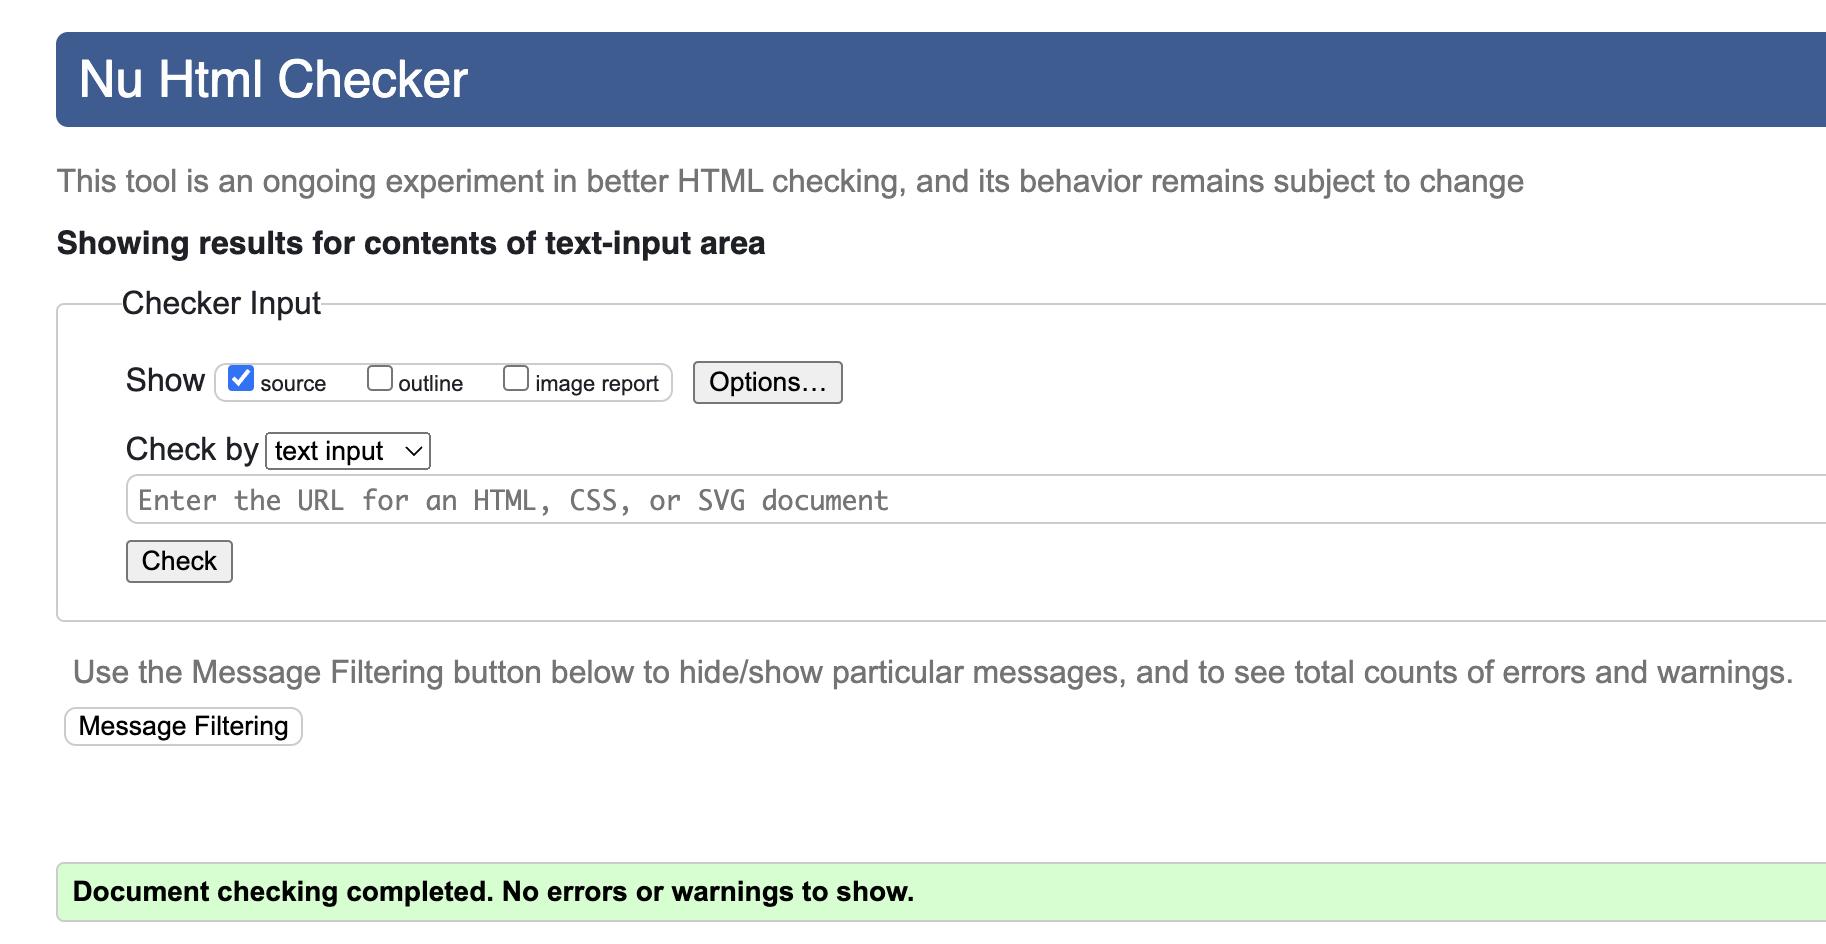 Nu Html Checker
This tool is an ongoing experiment in better HTML checking, and its behavior remains subject to change
Showing results for contents of text-input area
Checker Input
Show source outline image report Options…
Check by text input
Enter the URL for an HTML, CSS, or SVG document
Check
Use the Message Filtering button below to hide/show particular messages, and to see total counts of errors and warnings.
Message Filtering
Document checking completed. No errors or warnings to show.